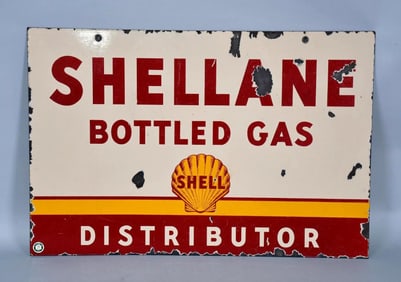 SHELLANE
BOTTLED GAS
SHELL
DISTRIBUTOR